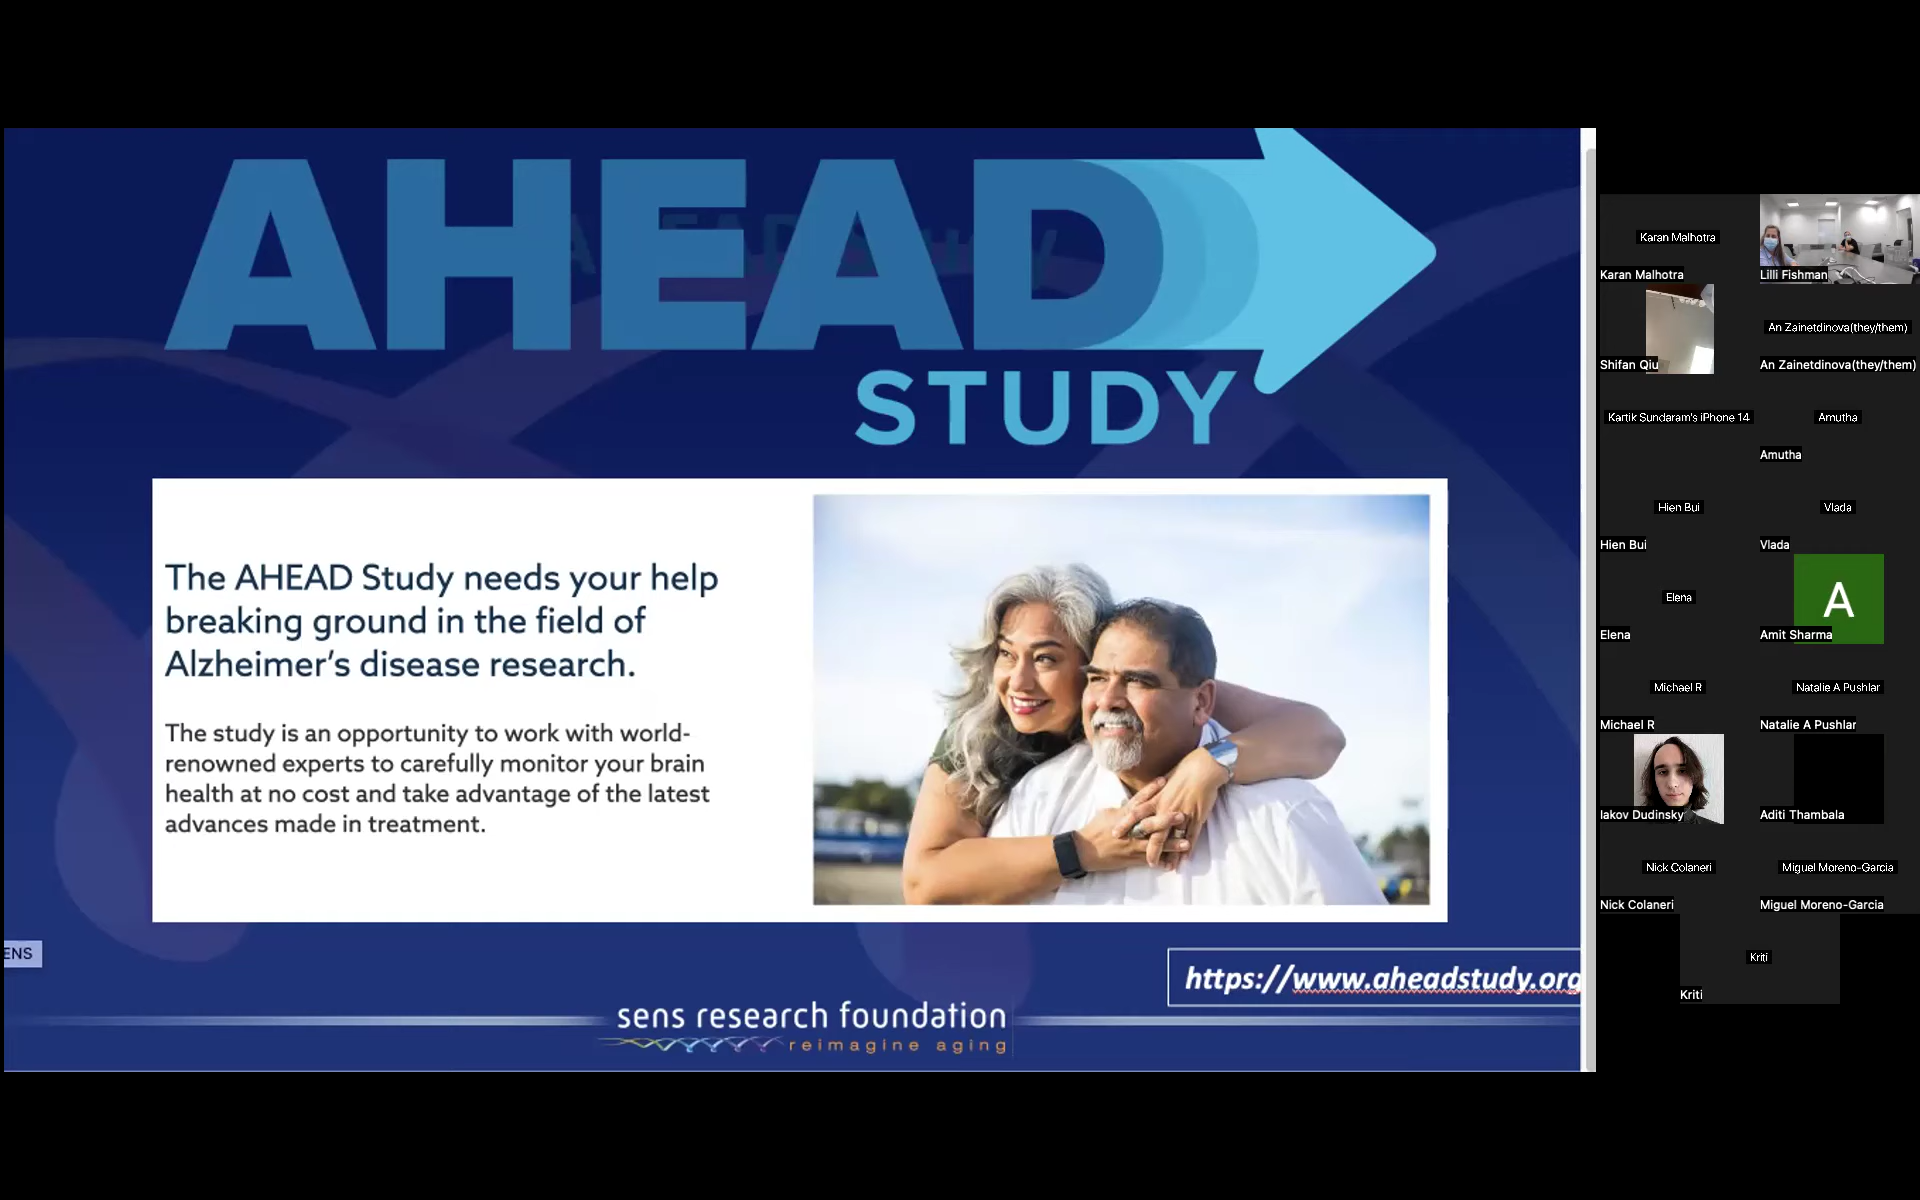 AHEAD
STUDY
The AHEAD Study needs your help
breaking ground in the field of
Alzheimer's disease research.
The study is an opportunity to work with world-
renowned experts to carefully monitor your brain
health at no cost and take advantage of the latest
advances made in treatment.
ENS
https://www.aheadstudy.org
sens research foundation
reimagine aging
Karan Malhotra
Karan Malhotra
Lilli Fishman
Shifan Qiu
An Zainetdinova(they/them)
An Zainetdinova(they/them)
Kartik Sundaram's iPhone 14
Amutha
Amutha
Hien Bui
Hien Bui
Vlada
Vlada
Elena
Elena
A
Amit Sharma
Michael R
Michael R
Natalie A Pushlar
Natalie A Pushlar
Iakov Dudinsky
Aditi Thambala
Nick Colaneri
Nick Colaneri
Miguel Moreno-Garcia
Miguel Moreno-Garcia
Kriti
Kriti